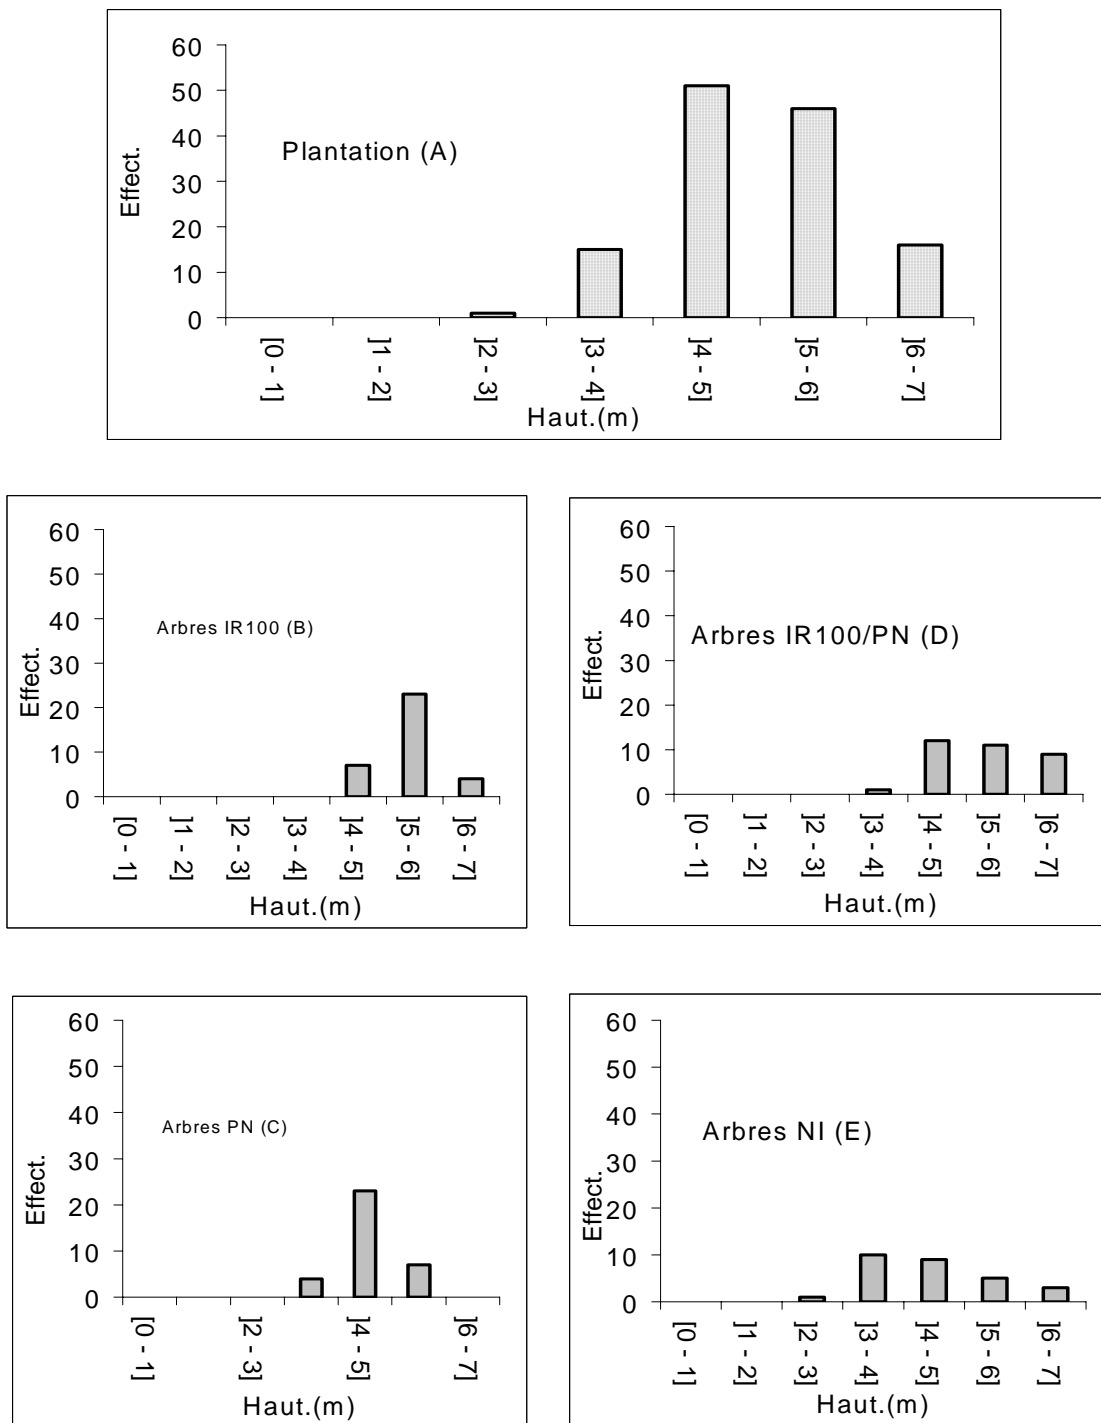 60
50
40
30
20
10
0
Effect.
Plantation (A)
[0 - 1]
]1 - 2]
]2 - 3]
]3 - 4]
]4 - 5]
]5 - 6]
]6 - 7]
Haut.(m)
60
50
40
30
20
10
0
Effect.
Arbres IR100 (B)
[0 - 1]
]1 - 2]
]2 - 3]
]3 - 4]
]4 - 5]
]5 - 6]
]6 - 7]
Haut.(m)
60
50
40
30
20
10
0
Effect.
Arbres IR100/PN (D)
[0 - 1]
]1 - 2]
]2 - 3]
]3 - 4]
]4 - 5]
]5 - 6]
]6 - 7]
Haut.(m)
60
50
40
30
20
10
0
Effect.
Arbres PN (C)
[0 - 1]
]2 - 3]
]4 - 5]
]6 - 7]
Haut.(m)
60
50
40
30
20
10
0
Effect.
Arbres NI (E)
[0 - 1]
]1 - 2]
]2 - 3]
]3 - 4]
]4 - 5]
]5 - 6]
]6 - 7]
Haut.(m)